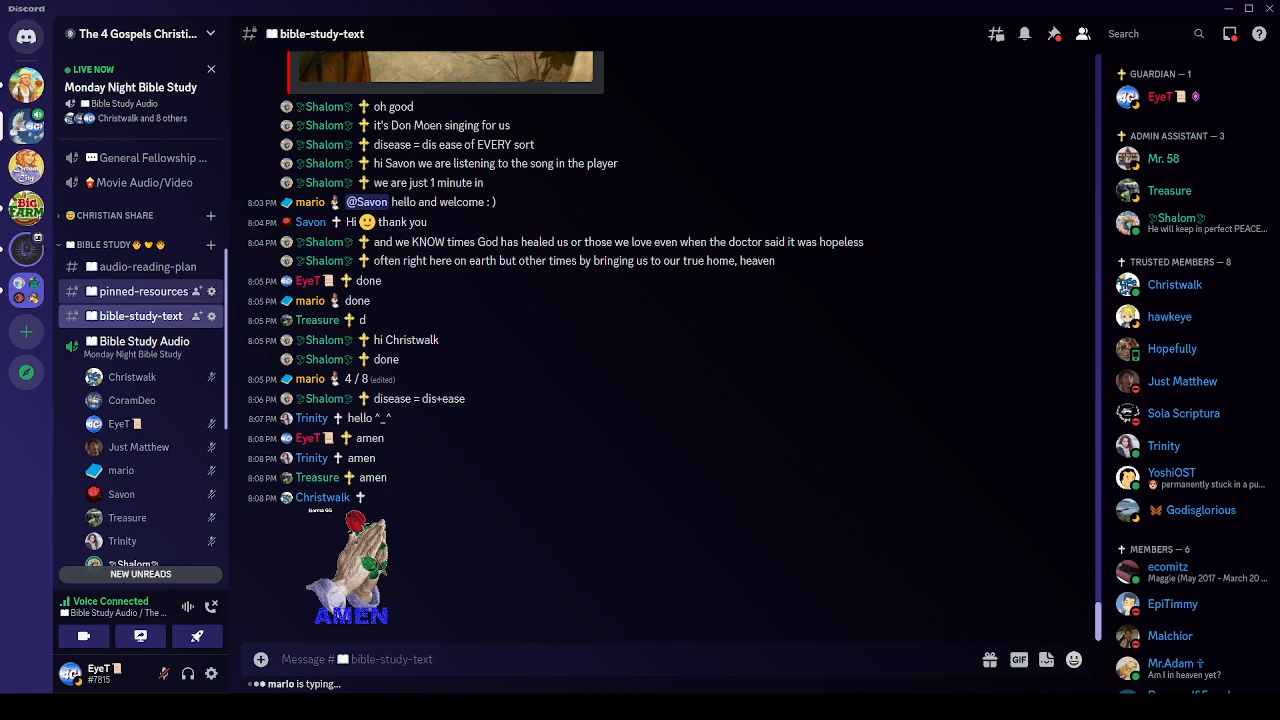 Discord
The 4 Gospels Christi...
bible-study-text
Search
LIVE NOW
Monday Night Bible Study
Bible Study Audio
Christwalk and 8 others
General Fellowship ...
Movie Audio/Video
CHRISTIAN SHARE
BIBLE STUDY
audio-reading-plan
pinned-resources
bible-study-text
Bible Study Audio
Monday Night Bible Study
Christwalk
CoramDeo
EyeT
Just Matthew
mario
Savon
Treasure
Trinity
Shalom
NEW UNREADS
Voice Connected
Bible Study Audio / The ...
EyeT
#7815
Shalom oh good
Shalom it's Don Moen singing for us
Shalom disease = dis ease of EVERY sort
Shalom hi Savon we are listening to the song in the player
Shalom we are just 1 minute in
8:03 PM mario @Savon hello and welcome : )
8:04 PM Savon Hi thank you
8:04 PM Shalom and we KNOW times God has healed us or those we love even when the doctor said it was hopeless
Shalom often right here on earth but other times by bringing us to our true home, heaven
8:05 PM EyeT done
8:05 PM mario done
8:05 PM Treasure d
8:05 PM Shalom hi Christwalk
Shalom done
8:05 PM mario 4 / 8 (edited)
8:06 PM Shalom disease = dis+ease
8:07 PM Trinity hello ^_^
8:08 PM EyeT amen
8:08 PM Trinity amen
8:08 PM Treasure amen
8:08 PM Christwalk
Norma GG
AMEN
Message # bible-study-text
GIF
mario is typing...
GUARDIAN — 1
EyeT
ADMIN ASSISTANT — 3
Mr. 58
Treasure
Shalom
He will keep in perfect PEACE...
TRUSTED MEMBERS — 8
Christwalk
hawkeye
Hopefully
Just Matthew
Sola Scriptura
Trinity
YoshiOST
permanently stuck in a pu...
Godisglorious
MEMBERS — 6
ecomitz
Maggie (May 2017 - March 20 ...
EpiTimmy
Malchior
Mr.Adam
Am I in heaven yet?